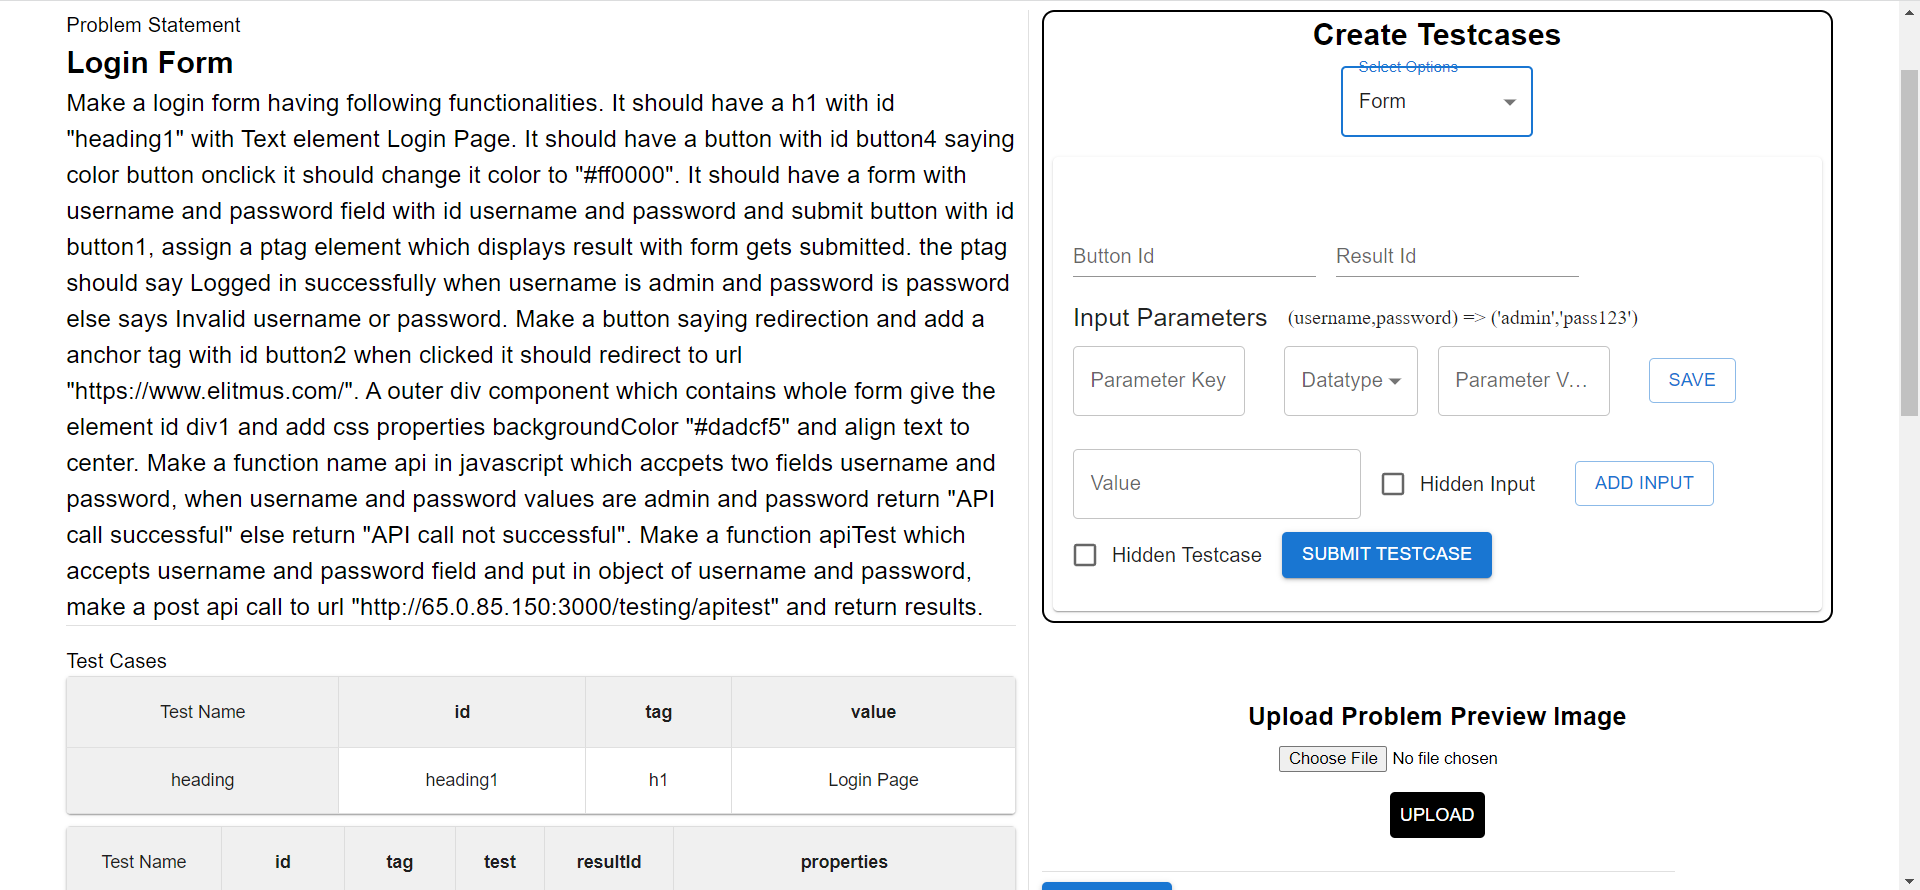 Problem Statement
Login Form
Make a login form having following functionalities. It should have a h1 with id
"heading1" with Text element Login Page. It should have a button with id button4 saying
color button onclick it should change it color to "#ff0000". It should have a form with
username and password field with id username and password and submit button with id
button1, assign a ptag element which displays result with form gets submitted. the ptag
should say Logged in successfully when username is admin and password is password
else says Invalid username or password. Make a button saying redirection and add a
anchor tag with id button2 when clicked it should redirect to url
"https://www.elitmus.com/". A outer div component which contains whole form give the
element id div1 and add css properties backgroundColor "#dadcf5" and align text to
center. Make a function name api in javascript which accpets two fields username and
password, when username and password values are admin and password return "API
call successful" else return "API call not successful". Make a function apiTest which
accepts username and password field and put in object of username and password,
make a post api call to url "http://65.0.85.150:3000/testing/apitest" and return results.
Test Cases
Test Name id tag value
heading heading1 h1 Login Page
Test Name id tag test resultId properties
Create Testcases
Select Options
Form
Button Id Result Id
Input Parameters (username,password) => ('admin','pass123')
Parameter Key Datatype Parameter V... SAVE
Value Hidden Input ADD INPUT
Hidden Testcase SUBMIT TESTCASE
Upload Problem Preview Image
Choose File No file chosen
UPLOAD